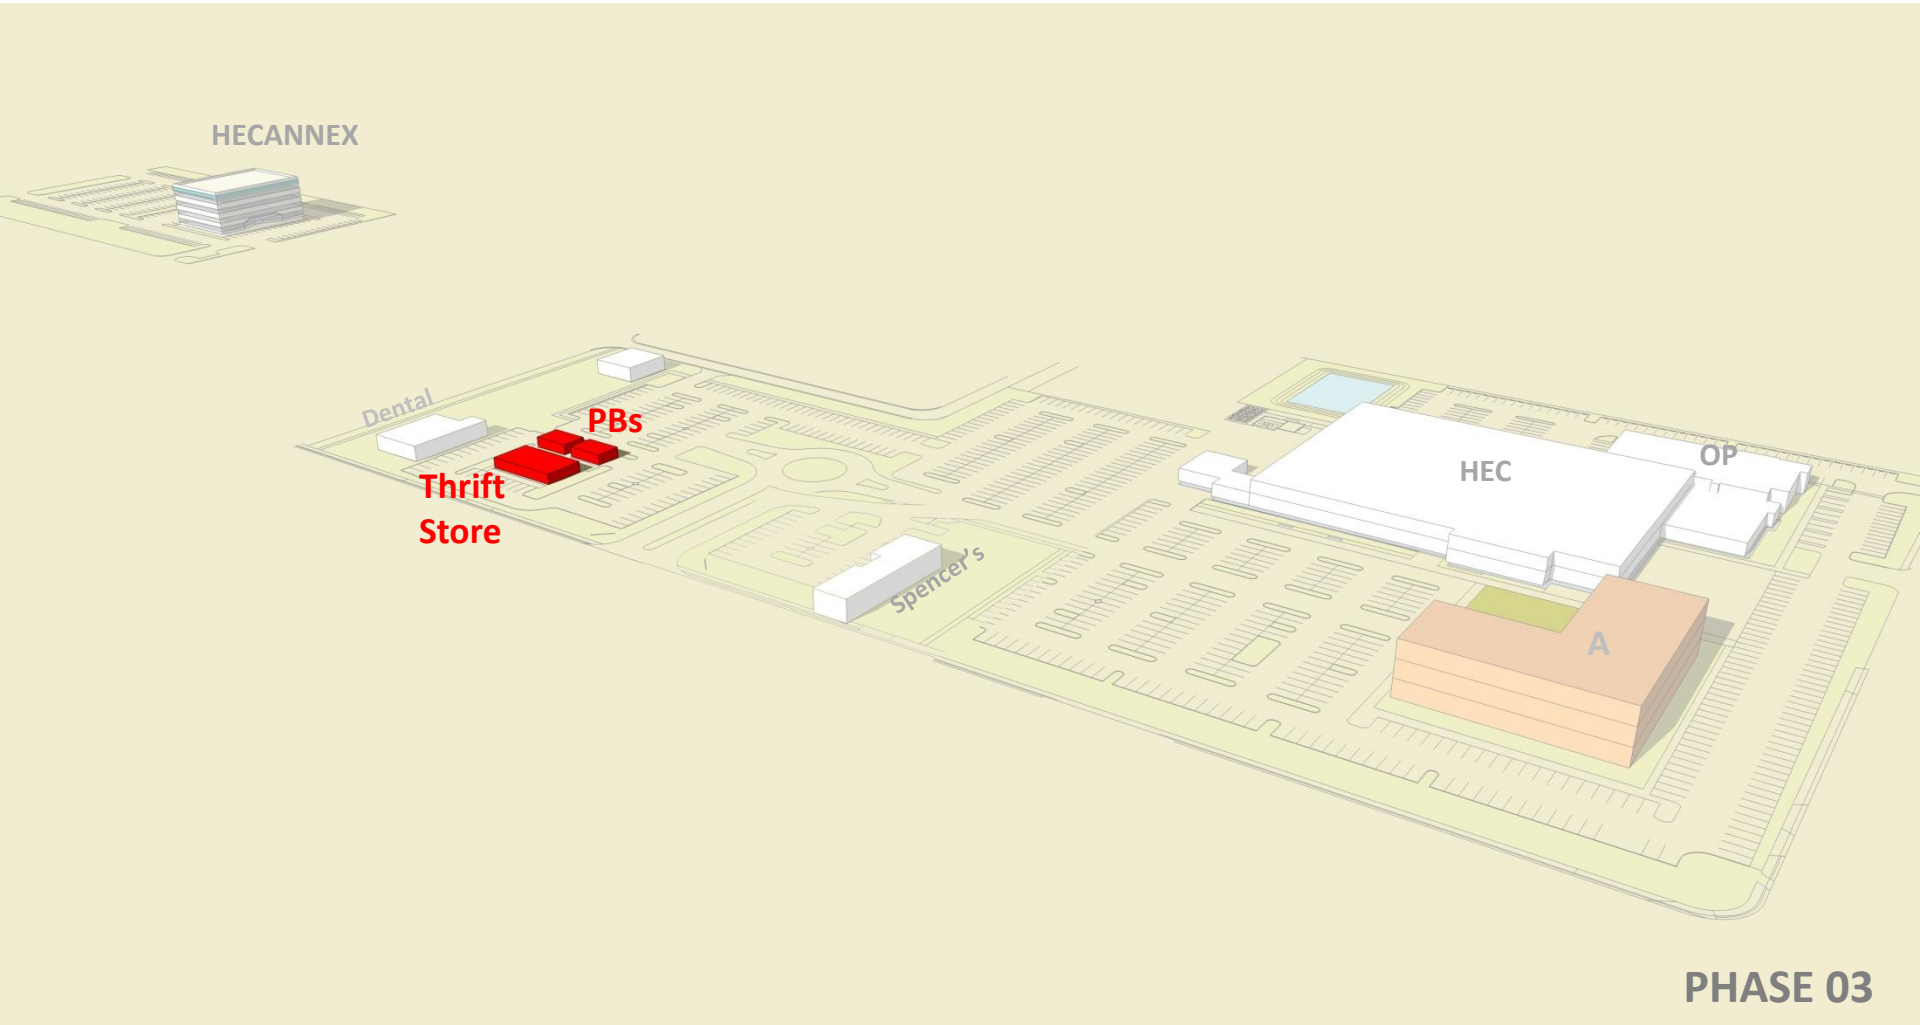 HECANNEX
Dental
PBs
Thrift
Store
OP
HEC
Spencer's
A
PHASE 03